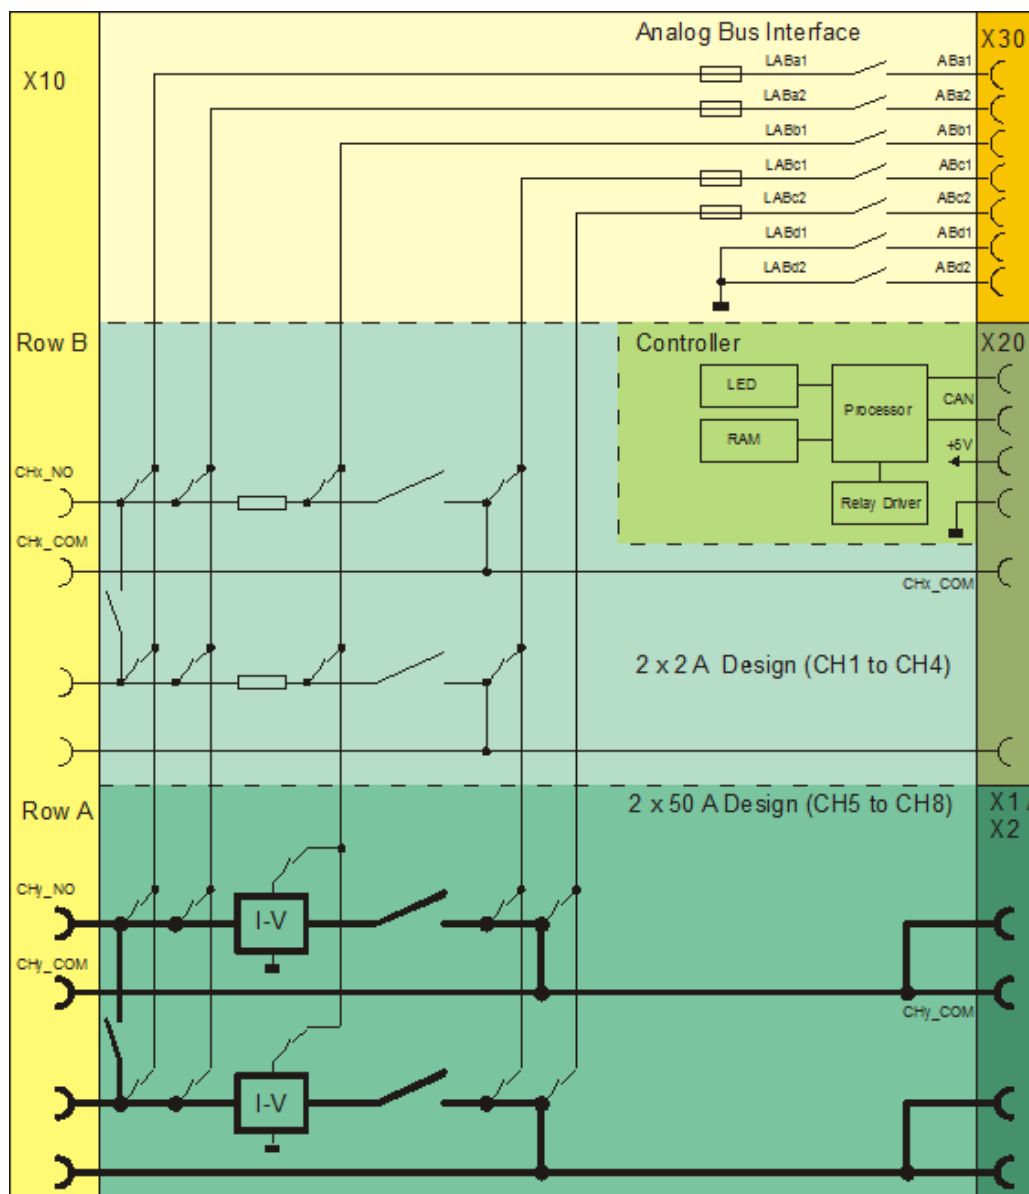 Analog Bus Interface
X30
X10
LABa1
ABa1
LABa2
ABa2
LABb1
ABb1
LABc1
ABc1
LABc2
ABc2
LABd1
ABd1
LABd2
ABd2
Row B
Controller
X20
LED
Processor
CAN
RAM
+5V
CHx_NO
Relay Driver
CHx_COM
CHx_COM
2 x 2 A Design (CH1 to CH4)
Row A
2 x 50 A Design (CH5 to CH8)
X1 /
X2
CHy_NO
I-V
CHy_COM
CHy_COM
I-V